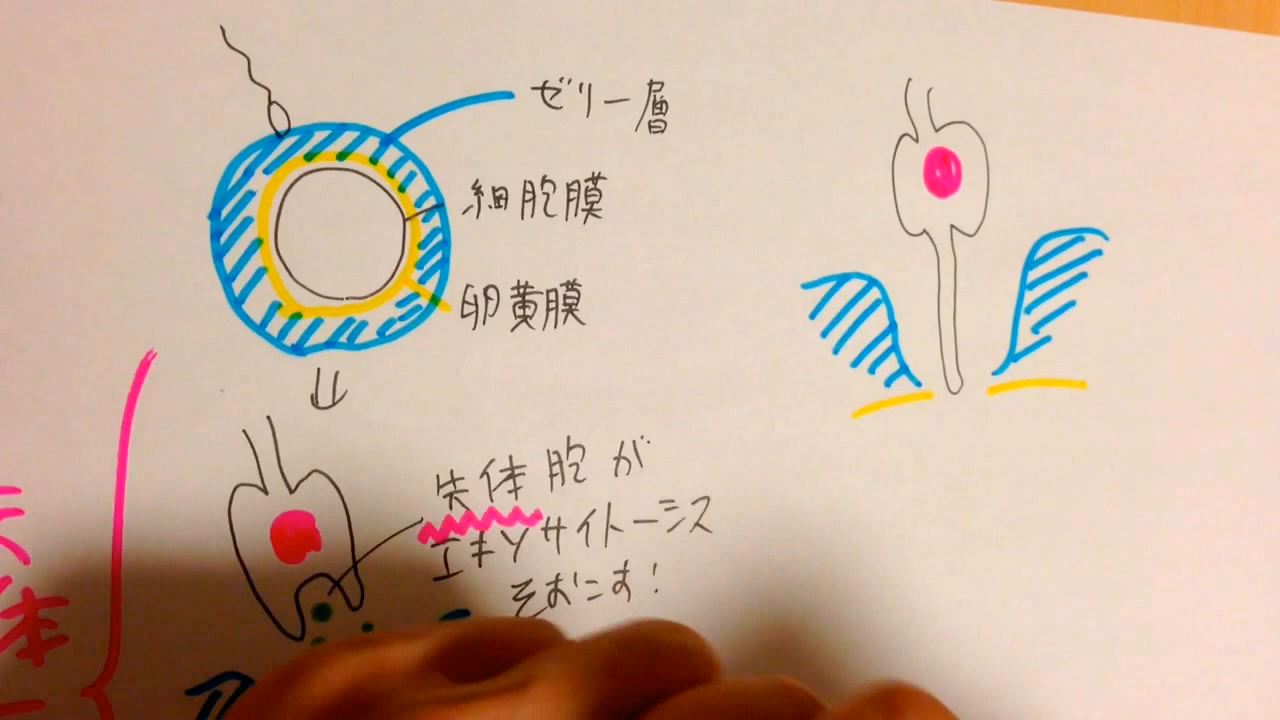 ゼリー層
細胞膜
卵黄膜
先体胞が
エキソサイトーシス
をおこす!